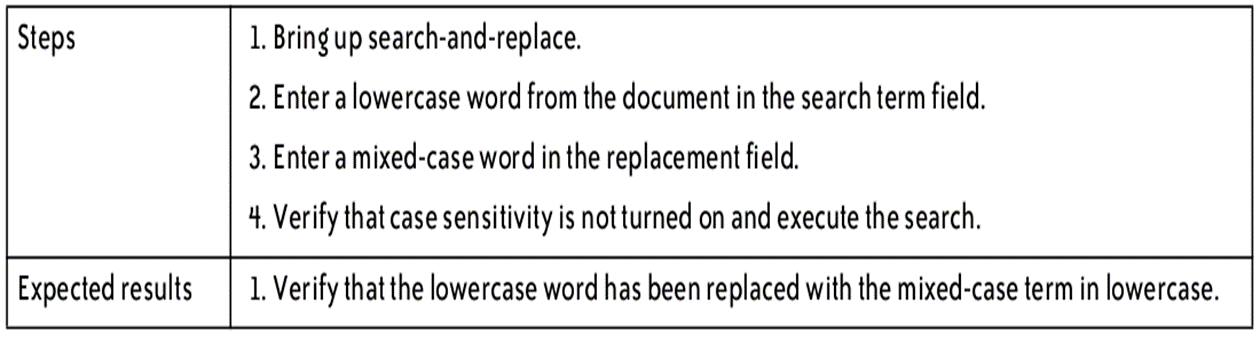 Steps
1. Bring up search-and-replace.
2. Enter a lowercase word from the document in the search term field.
3. Enter a mixed-case word in the replacement field.
4. Verify that case sensitivity is not turned on and execute the search.
Expected results
1. Verify that the lowercase word has been replaced with the mixed-case term in lowercase.